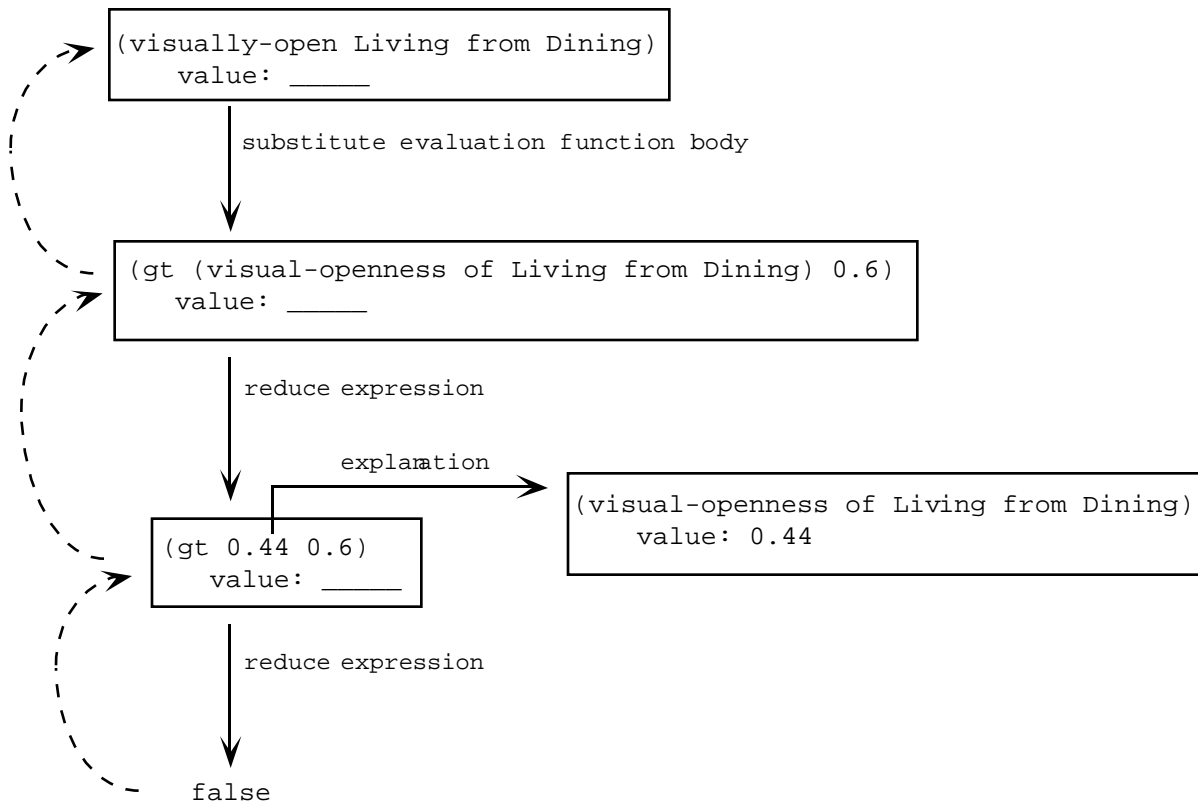 (visually-open Living from Dining)
value: _____
substitute evaluation function body
(gt (visual-openness of Living from Dining) 0.6)
value: _____
reduce expression
explanation
(visual-openness of Living from Dining)
value: 0.44
(gt 0.44 0.6)
value: _____
reduce expression
false